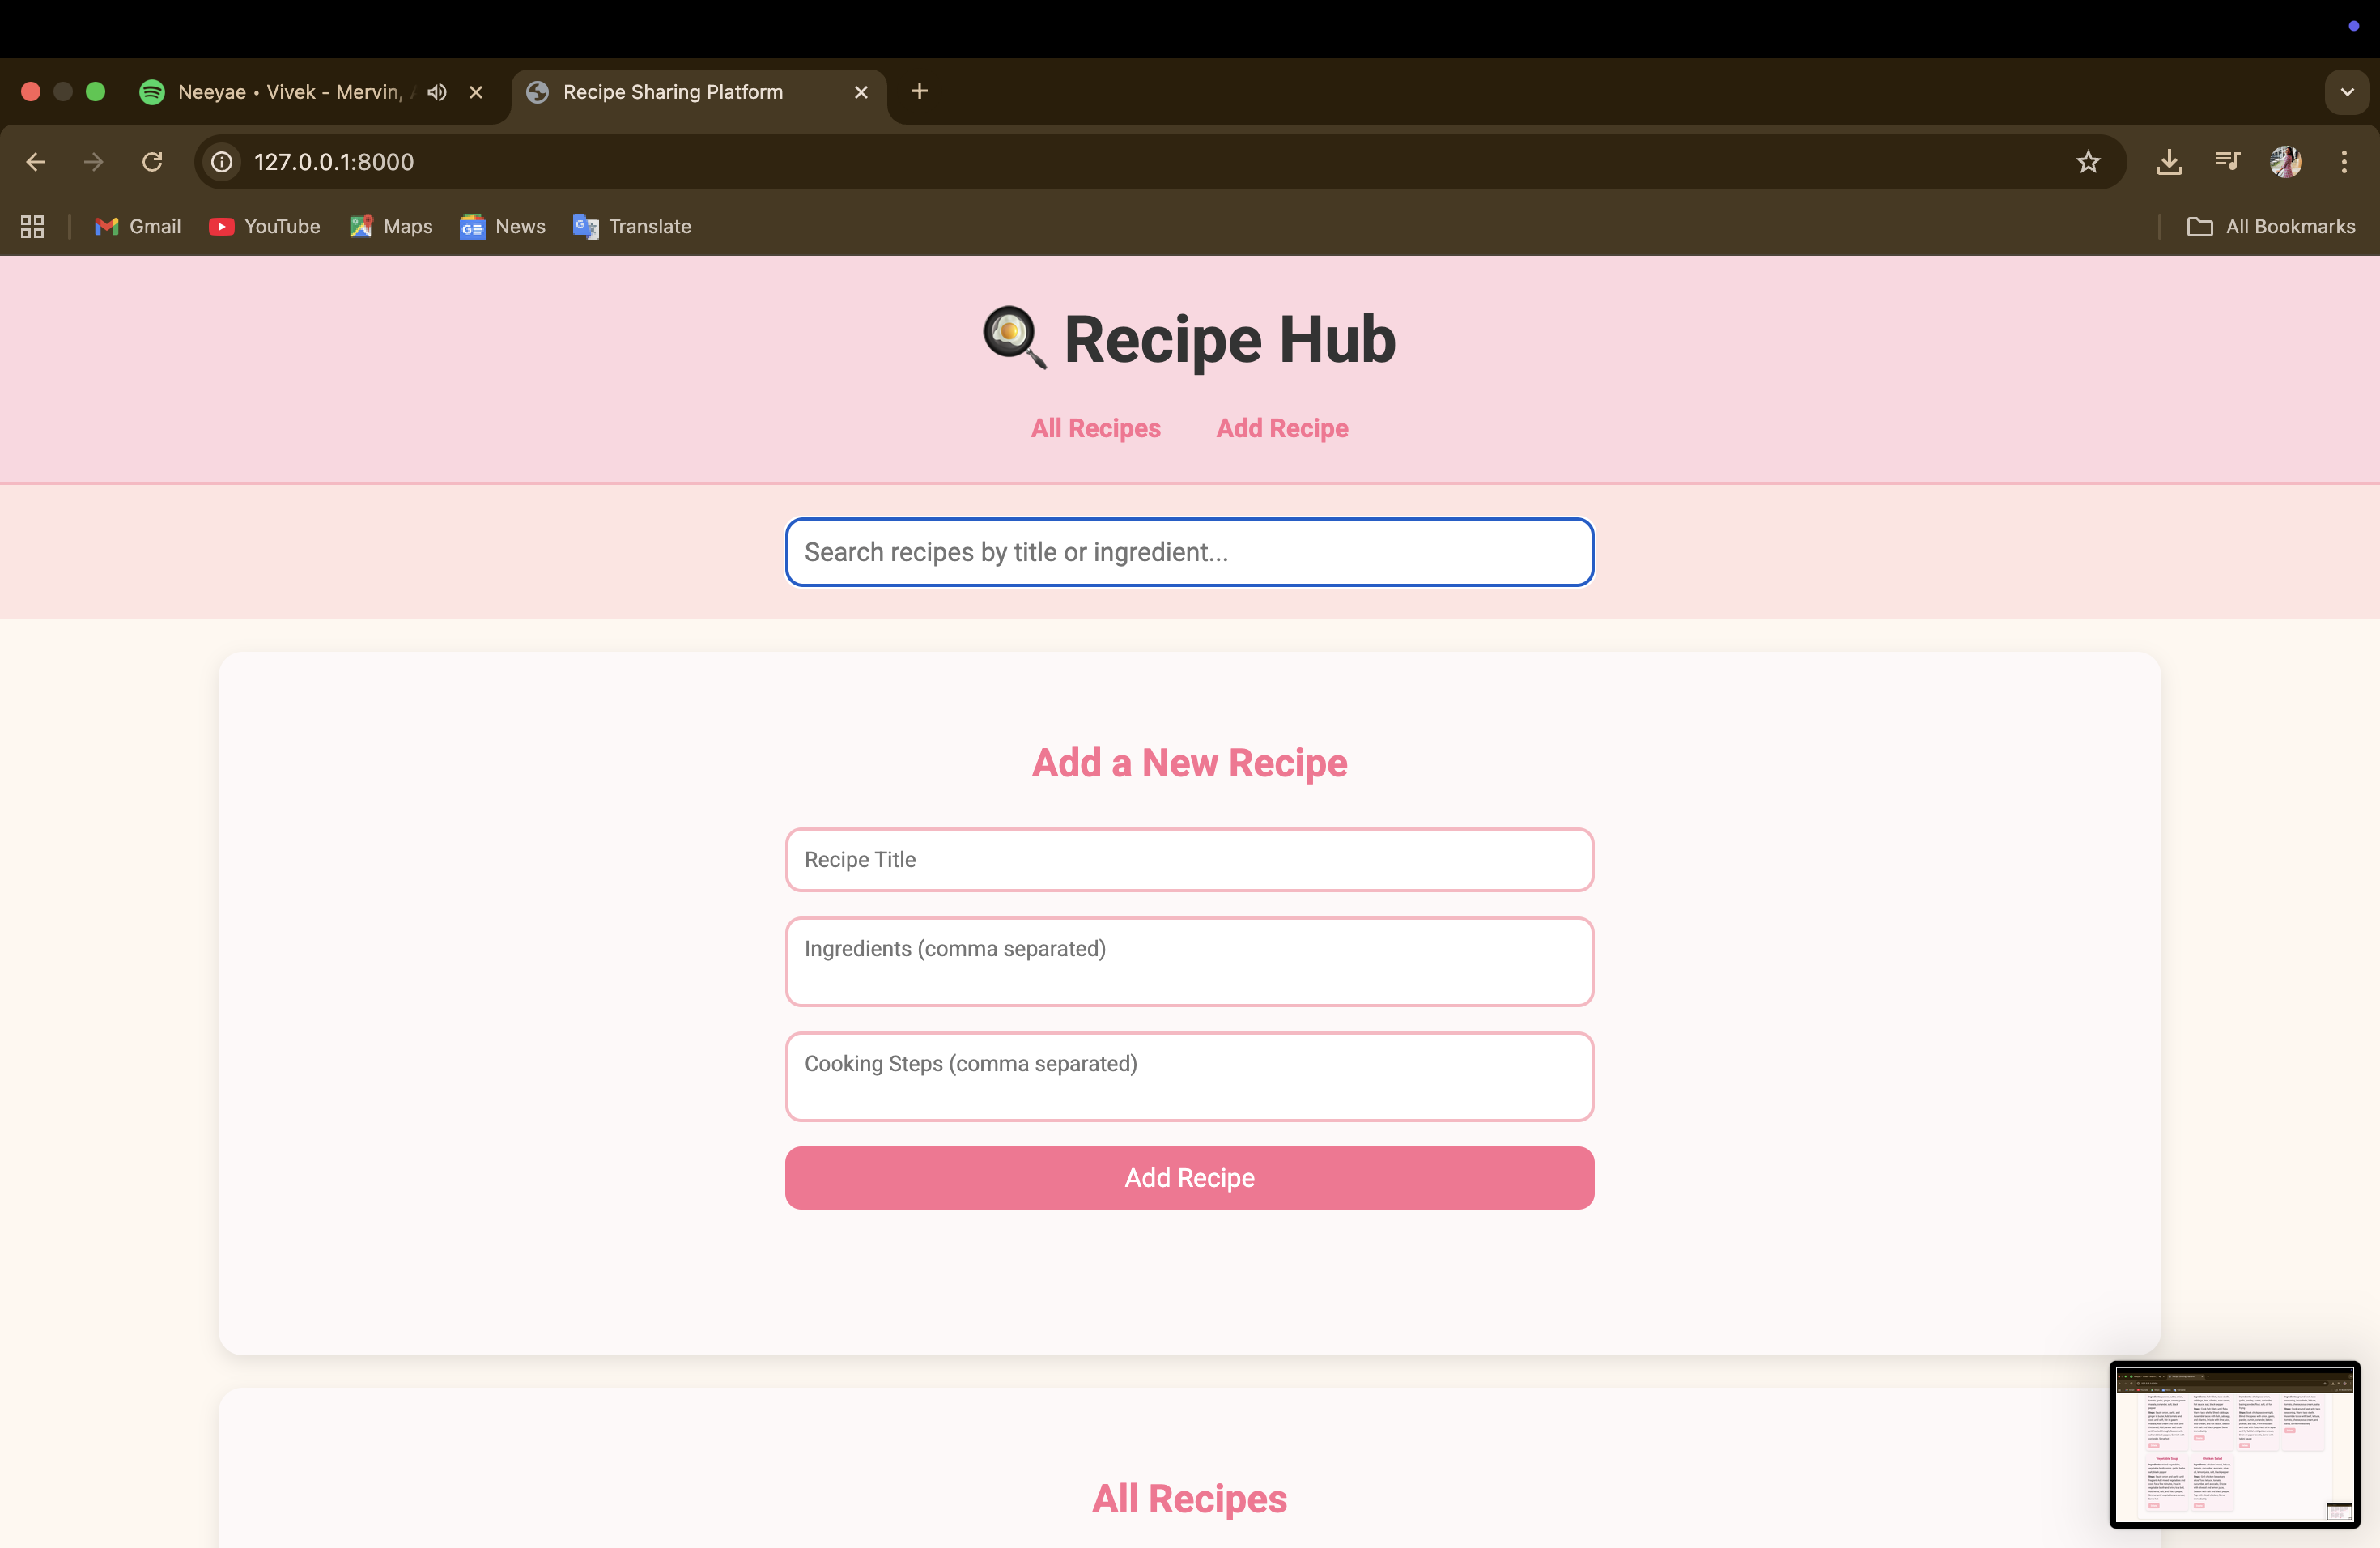 Neeyae • Vivek - Mervin,
Recipe Sharing Platform
127.0.0.1:8000
Gmail
YouTube
Maps
News
Translate
All Bookmarks
Recipe Hub
All Recipes
Add Recipe
Search recipes by title or ingredient...
Add a New Recipe
Recipe Title
Ingredients (comma separated)
Cooking Steps (comma separated)
Add Recipe
All Recipes